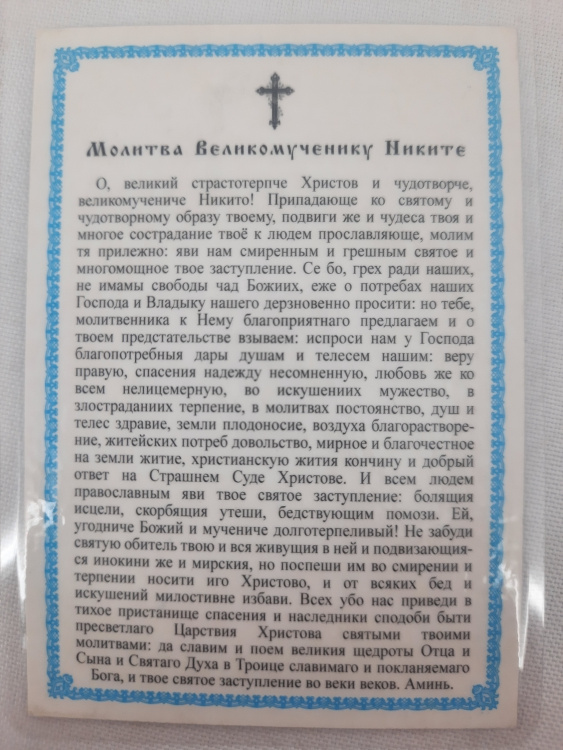 Молитва Великомученику Никите
О, великий страстотерпче Христов и чудотворче,
великомучениче Никито! Припадающе ко святому и
чудотворному образу твоему, подвиги же и чудеса твоя и
многое сострадание твоё к людем прославляюще, молим
тя прилежно: яви нам смиренным и грешным святое и
многомощное твое заступление. Се бо, грех ради наших,
не имамы свободы чад Божиих, еже о потребах наших
Господа и Владыку нашего дерзновенно просити: но тебе,
молитвенника к Нему благоприятнаго предлагаем и о
твоем предстательстве взываем: испроси нам у Господа
благопотребныя дары душам и телесем нашим: веру
правую, спасения надежду несомненную, любовь же ко
всем нелицемерную, во искушениих мужество, в
злостраданиих терпение, в молитвах постоянство, душ и
телес здравие, земли плодоносие, воздуха благорастворе-
ние, житейских потреб довольство, мирное и благочестное
на земли житие, христианскую жития кончину и добрый
ответ на Страшнем Суде Христове. И всем людем
православным яви твое святое заступление: болящия
исцели, скорбящия утеши, бедствующим помози. Ей,
угодниче Божий и мучениче долготерпеливый! Не забуди
святую обитель твою и вся живущия в ней и подвизающия-
ся инокини же и мирския, но поспеши им во смирении и
терпении носити иго Христово, и от всяких бед и
искушений милостивне избави. Всех убо нас приведи в
тихое пристанище спасения и наследники сподоби быти
пресветлаго Царствия Христова святыми твоими
молитвами: да славим и поем великия щедроты Отца и
Сына и Святаго Духа в Троице славимаго и покланяемаго
Бога, и твое святое заступление во веки веков. Аминь.